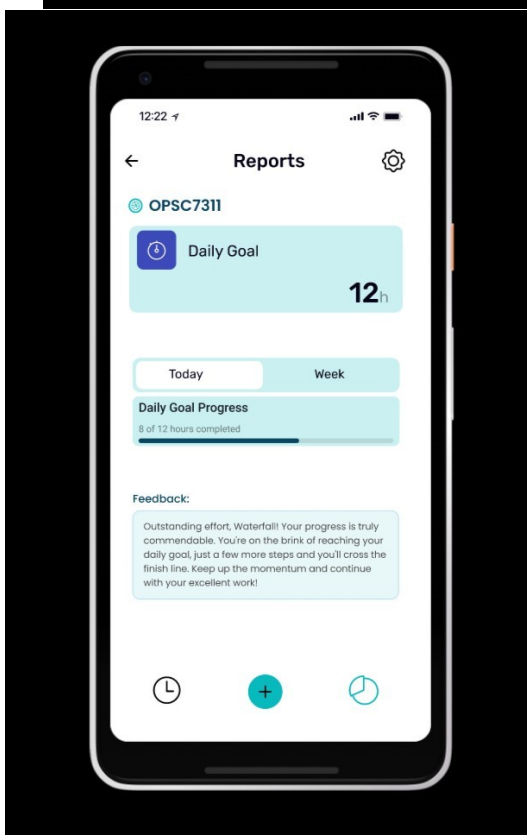 12:22
Reports
OPSC7311
Daily Goal
12h
Today Week
Daily Goal Progress
8 of 12 hours completed
Feedback:
Outstanding effort, Waterfall! Your progress is truly
commendable. You're on the brink of reaching your
daily goal, just a few more steps and you'll cross the
finish line. Keep up the momentum and continue
with your excellent work!